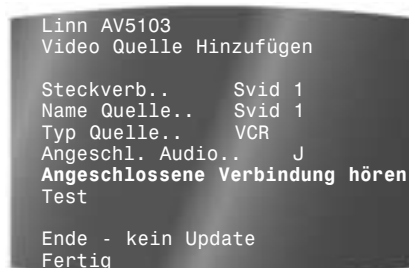 Linn AV5103
Video Quelle Hinzufügen
Steckverb.. Svid 1
Name Quelle.. Svid 1
Typ Quelle.. VCR
Angeschl. Audio.. J
Angeschlossene Verbindung hören
Test
Ende - kein Update
Fertig